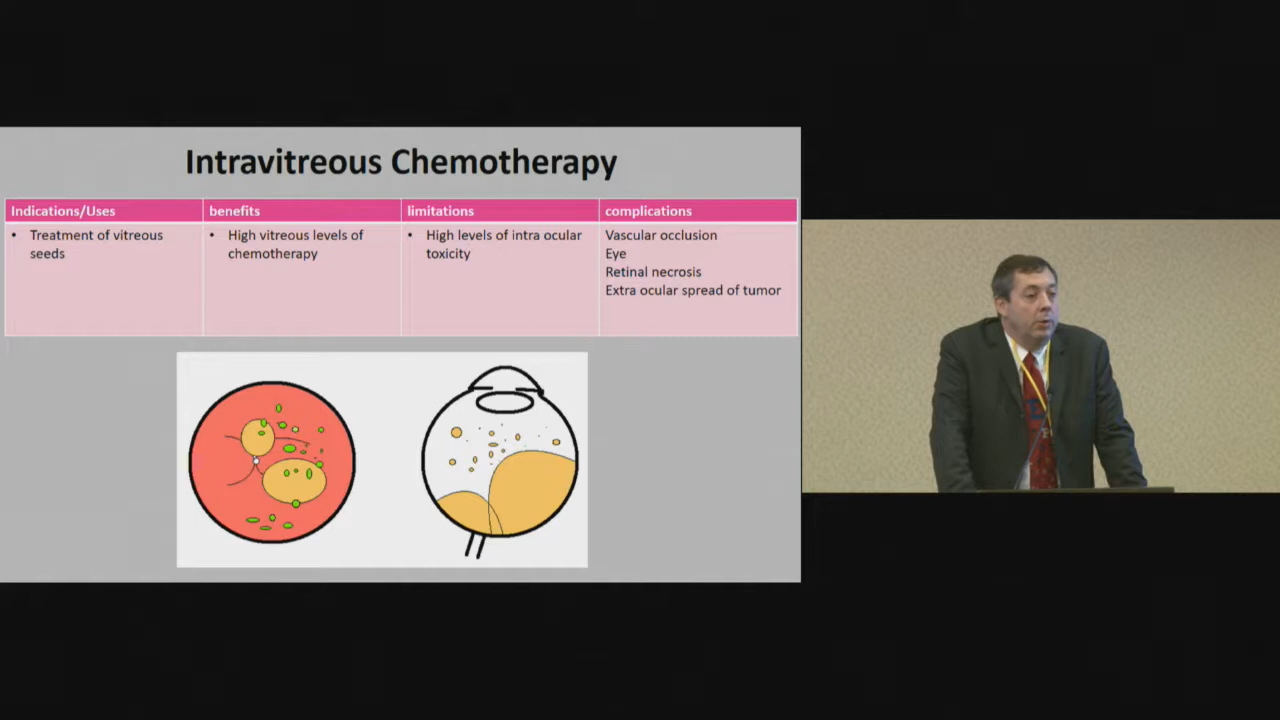 Intravitreous Chemotherapy
Indications/Uses
benefits
limitations
complications
• Treatment of vitreous
seeds
• High vitreous levels of
chemotherapy
• High levels of intra ocular
toxicity
Vascular occlusion
Eye
Retinal necrosis
Extra ocular spread of tumor